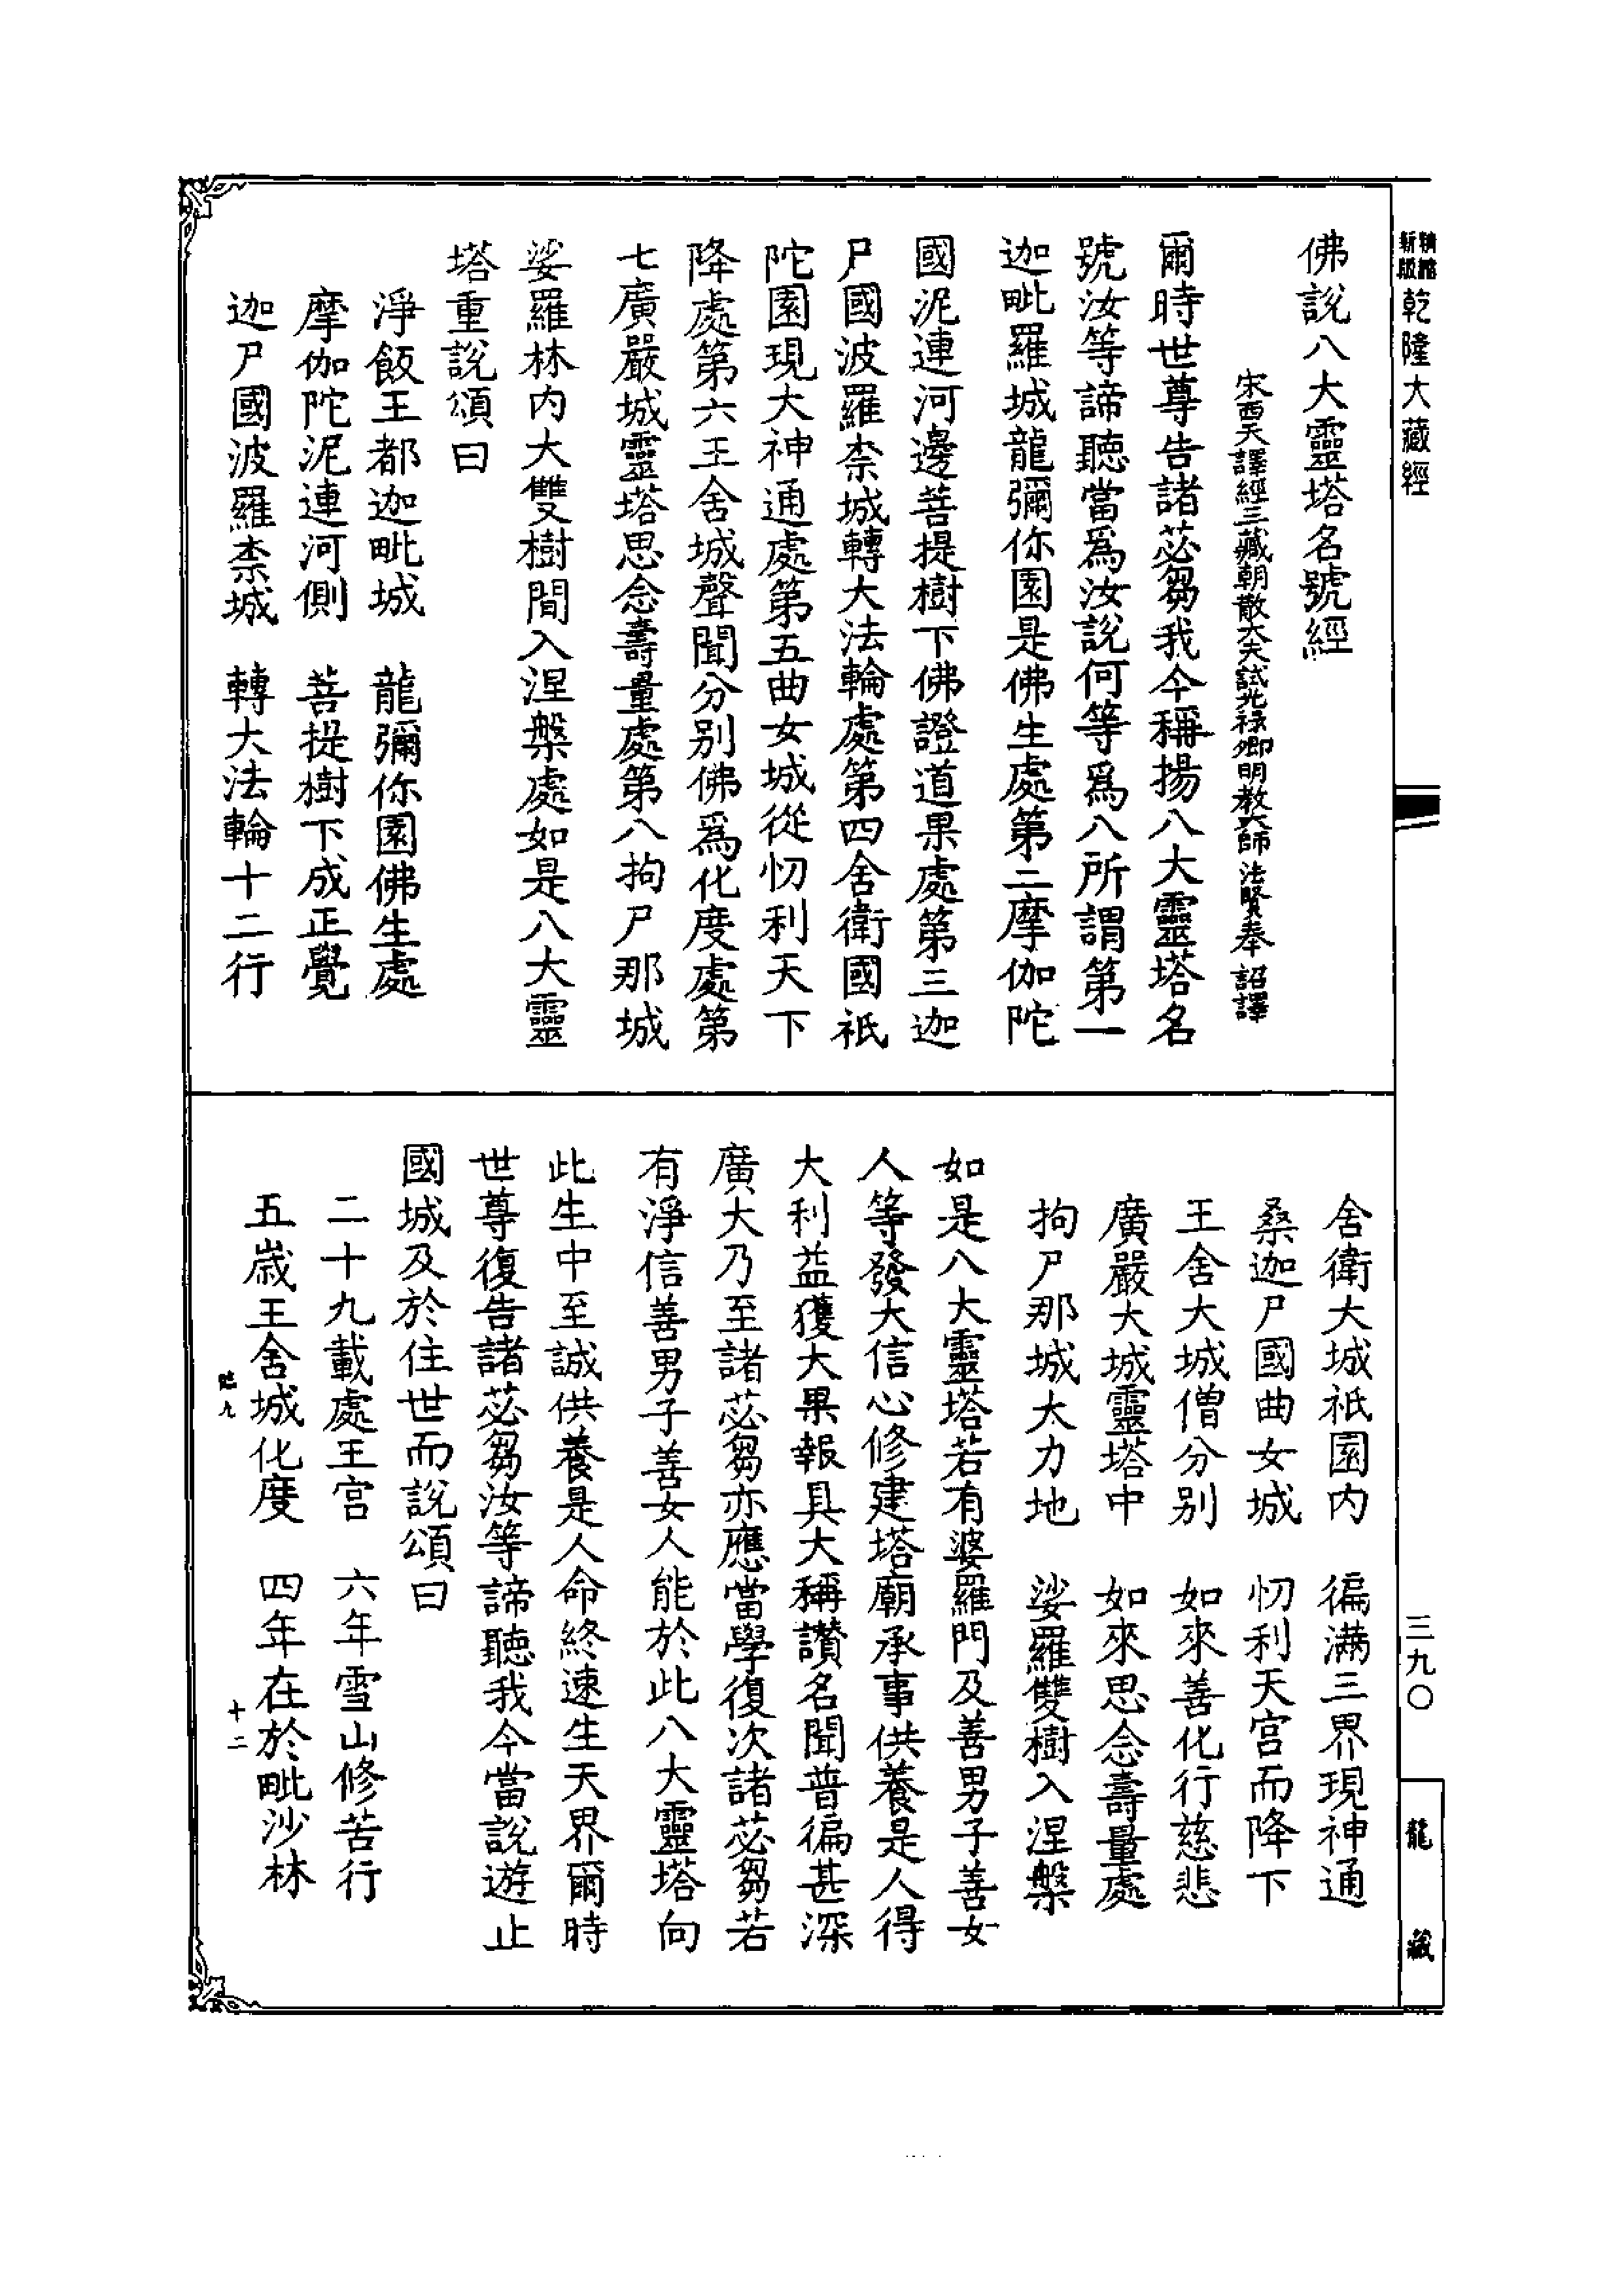 精縮新版乾隆大藏經
佛說八大靈塔名號經
宋西天譯經三藏朝散大夫試光祿卿明教大師法賢奉 詔譯
爾時世尊告諸苾芻我今稱揚八大靈塔名
號汝等諦聽當爲汝說何等爲八所謂第一
迦毗羅城龍彌你園是佛生處第二摩伽陀
國泥連河邊菩提樹下佛證道果處第三迦
尸國波羅柰城轉大法輪處第四舍衛國祇
陀園現大神通處第五曲女城從忉利天下
降處第六王舍城聲聞分別佛爲化度處第
七廣嚴城靈塔思念壽量處第八拘尸那城
娑羅林內大雙樹間入涅槃處如是八大靈
塔重說頌曰
淨飯王都迦毗城 龍彌你園佛生處
摩伽陀泥連河側 菩提樹下成正覺
迦尸國波羅柰城 轉大法輪十二行
舍衛大城祇園內 徧滿三界現神通
桑迦尸國曲女城 忉利天宮而降下
王舍大城僧分別 如來善化行慈悲
廣嚴大城靈塔中 如來思念壽量處
拘尸那城大力地 娑羅雙樹入涅槃
如是八大靈塔若有婆羅門及善男子善女
人等發大信心修建塔廟承事供養是人得
大利益獲大果報具大稱讚名聞普徧甚深
廣大乃至諸苾芻亦應當學復次諸苾芻若
有淨信善男子善女人能於此八大靈塔向
此生中至誠供養是人命終速生天界爾時
世尊復告諸苾芻汝等諦聽我今當說遊止
國城及於住世而說頌曰
二十九載處王宮 六年雪山修苦行
五歲王舍城化度 四年在於毗沙林
九
十二
三九〇
龍藏